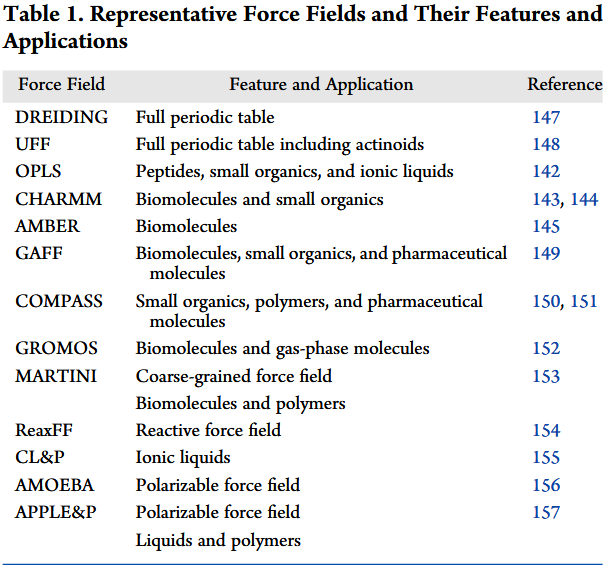 Table 1. Representative Force Fields and Their Features and
Applications
Force Field Feature and Application Reference
DREIDING Full periodic table 147
UFF Full periodic table including actinoids 148
OPLS Peptides, small organics, and ionic liquids 142
CHARMM Biomolecules and small organics 143, 144
AMBER Biomolecules 145
GAFF Biomolecules, small organics, and pharmaceutical 149
molecules
COMPASS Small organics, polymers, and pharmaceutical 150, 151
molecules
GROMOS Biomolecules and gas-phase molecules 152
MARTINI Coarse-grained force field 153
Biomolecules and polymers
ReaxFF Reactive force field 154
CL&P Ionic liquids 155
AMOEBA Polarizable force field 156
APPLE&P Polarizable force field 157
Liquids and polymers